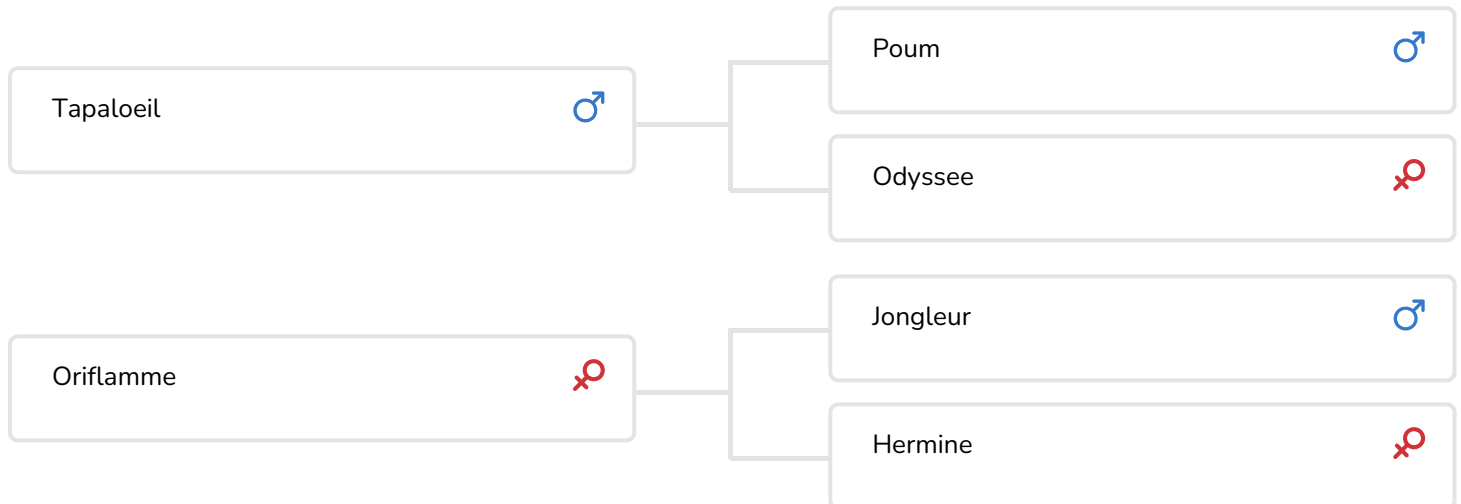 Poum
Tapaloeil
Odyssee
Jongleur
Oriflamme
Hermine